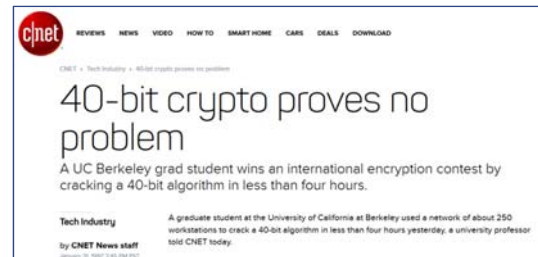 c|net
REVIEWS NEWS VIDEO HOW TO SMART HOME CARS DEALS DOWNLOAD
CNET › Tech Industry › 40-bit crypto proves no problem
40-bit crypto proves no
problem
A UC Berkeley grad student wins an international encryption contest by
cracking a 40-bit algorithm in less than four hours.
Tech Industry
by CNET News staff
A graduate student at the University of California at Berkeley used a network of about 250
workstations to crack a 40-bit algorithm in less than four hours yesterday, a university professor
told CNET today.